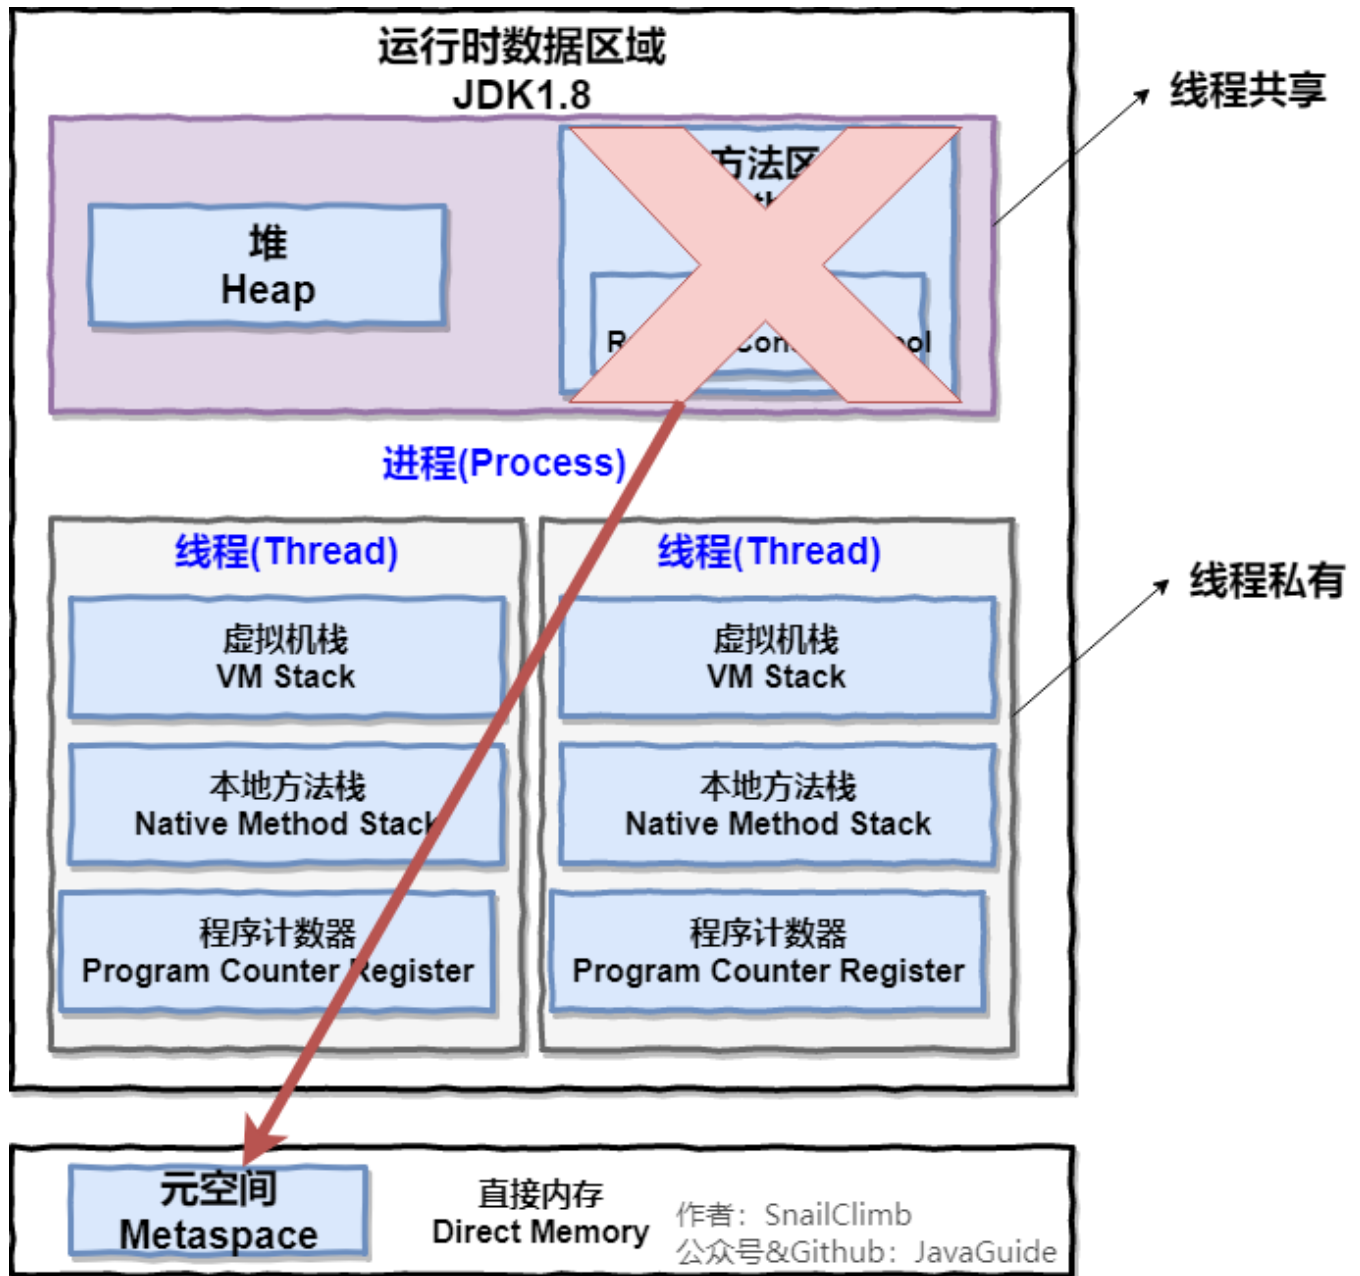 运行时数据区域
JDK1.8
线程共享
方法区
堆
Heap
进程(Process)
线程(Thread)
虚拟机栈
VM Stack
本地方法栈
Native Method Stack
程序计数器
Program Counter Register
线程(Thread)
虚拟机栈
VM Stack
本地方法栈
Native Method Stack
程序计数器
Program Counter Register
线程私有
元空间
Metaspace
直接内存
Direct Memory
作者：SnailClimb
公众号&Github：JavaGuide